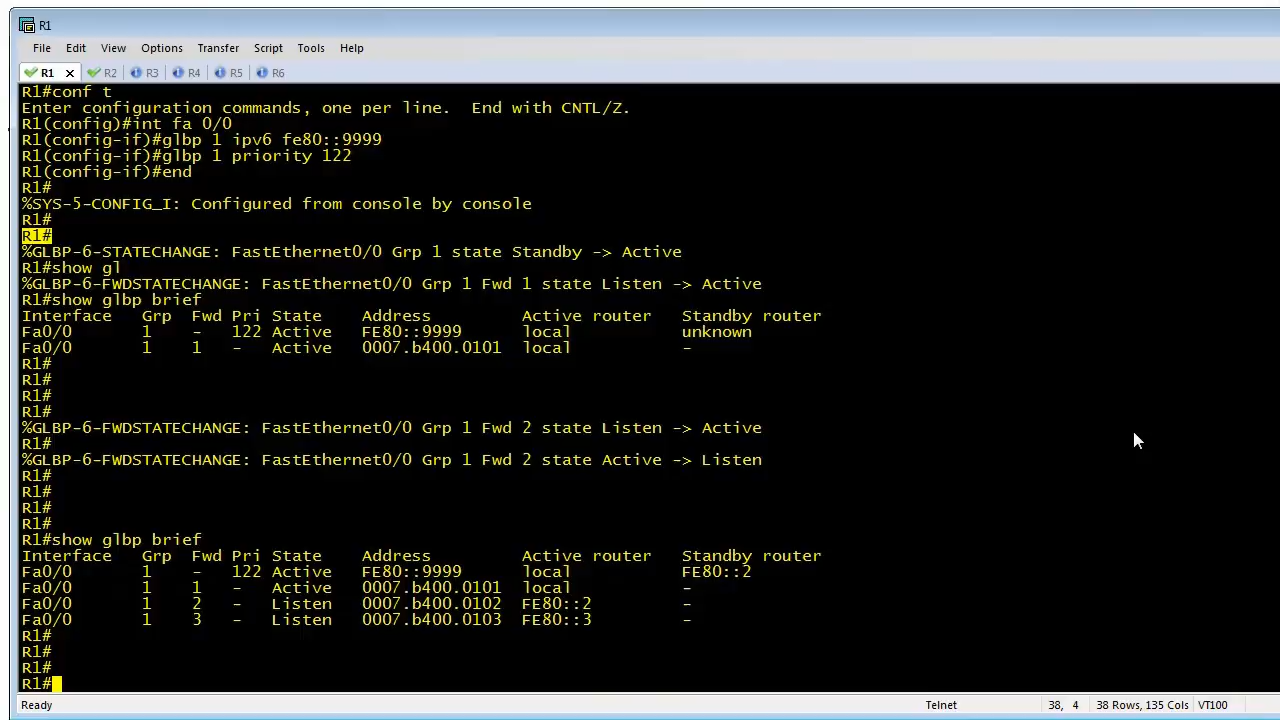 R1
File Edit View Options Transfer Script Tools Help
R1 x R2 R3 R4 R5 R6
R1#conf t
Enter configuration commands, one per line.  End with CNTL/Z.
R1(config)#int fa 0/0
R1(config-if)#glbp 1 ipv6 fe80::9999
R1(config-if)#glbp 1 priority 122
R1(config-if)#end
R1#
%SYS-5-CONFIG_I: Configured from console by console
R1#
R1#
%GLBP-6-STATECHANGE: FastEthernet0/0 Grp 1 state Standby -> Active
R1#show gl
%GLBP-6-FWDSTATECHANGE: FastEthernet0/0 Grp 1 Fwd 1 state Listen -> Active
R1#show glbp brief
Interface   Grp  Fwd Pri State    Address         Active router   Standby router
Fa0/0       1    -   122 Active   FE80::9999      local           unknown
Fa0/0       1    1   -   Active   0007.b400.0101  local           -
R1#
R1#
R1#
R1#
%GLBP-6-FWDSTATECHANGE: FastEthernet0/0 Grp 1 Fwd 2 state Listen -> Active
R1#
%GLBP-6-FWDSTATECHANGE: FastEthernet0/0 Grp 1 Fwd 2 state Active -> Listen
R1#
R1#
R1#
R1#
R1#show glbp brief
Interface   Grp  Fwd Pri State    Address         Active router   Standby router
Fa0/0       1    -   122 Active   FE80::9999      local           FE80::2
Fa0/0       1    1   -   Active   0007.b400.0101  local           -
Fa0/0       1    2   -   Listen   0007.b400.0102  FE80::2         -
Fa0/0       1    3   -   Listen   0007.b400.0103  FE80::3         -
R1#
R1#
R1#
R1#
Ready Telnet 38, 4 38 Rows, 135 Cols VT100